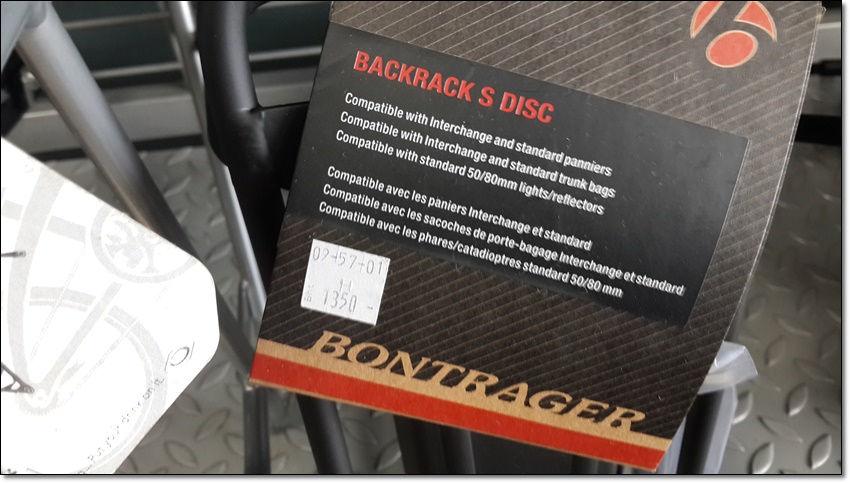 BACKRACK S DISC
Compatible with Interchange and standard panniers
Compatible with Interchange and standard trunk bags
Compatible with standard 50/80mm lights/reflectors
Compatible avec les paniers Interchange et standard
Compatible avec les sacoches de porte-bagage Interchange et standard
Compatible avec les phares/catadioptres standard 50/80 mm
1350 -
BONTRAGER